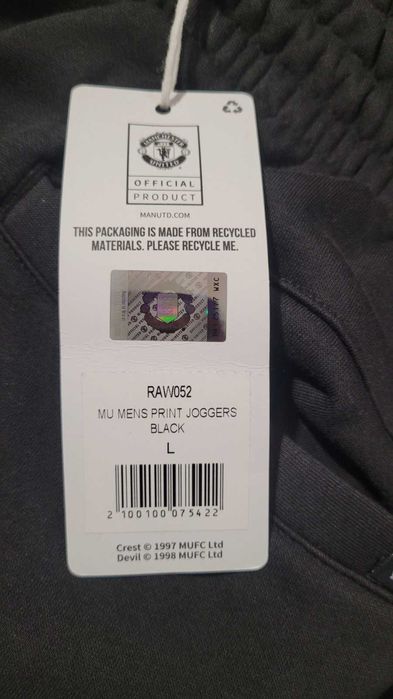 MANCHESTER
UNITED
OFFICIAL
PRODUCT
MANUTD.COM
THIS PACKAGING IS MADE FROM RECYCLED
MATERIALS. PLEASE RECYCLE ME.
WXC
RAW052
MU MENS PRINT JOGGERS
BLACK
L
2 100100 075422
Crest © 1997 MUFC Ltd
Devil © 1998 MUFC Ltd